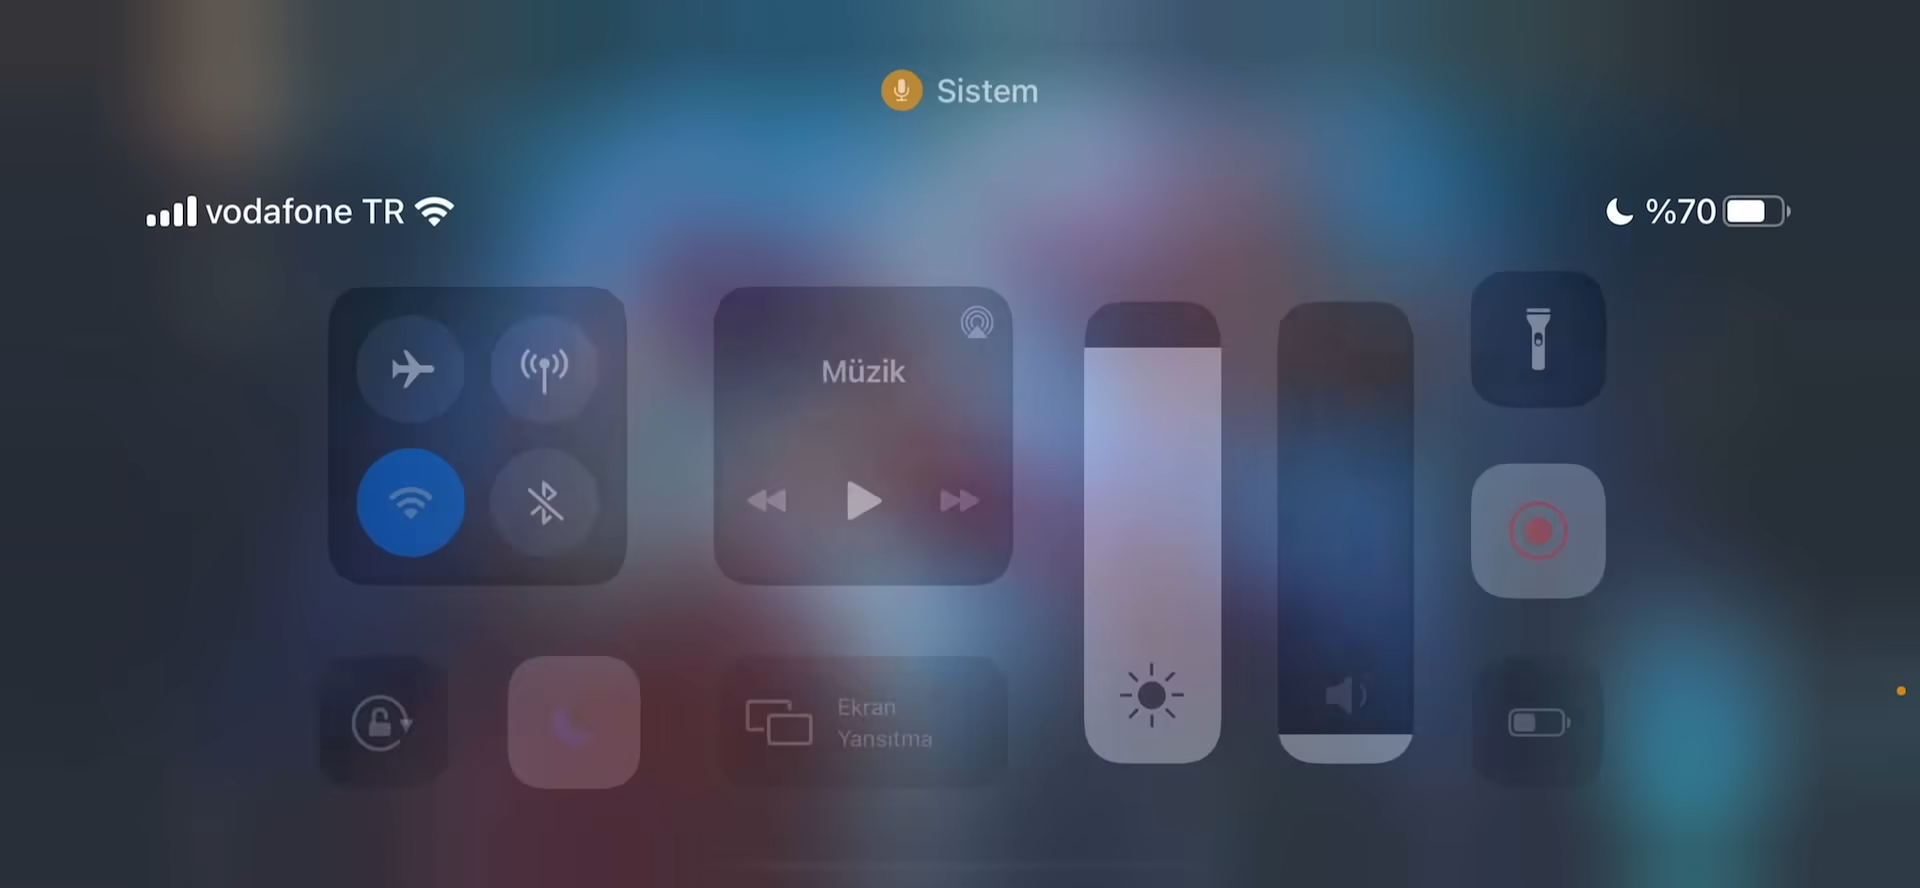 Sistem
vodafone TR
%70
Müzik
Ekran
Yansıtma